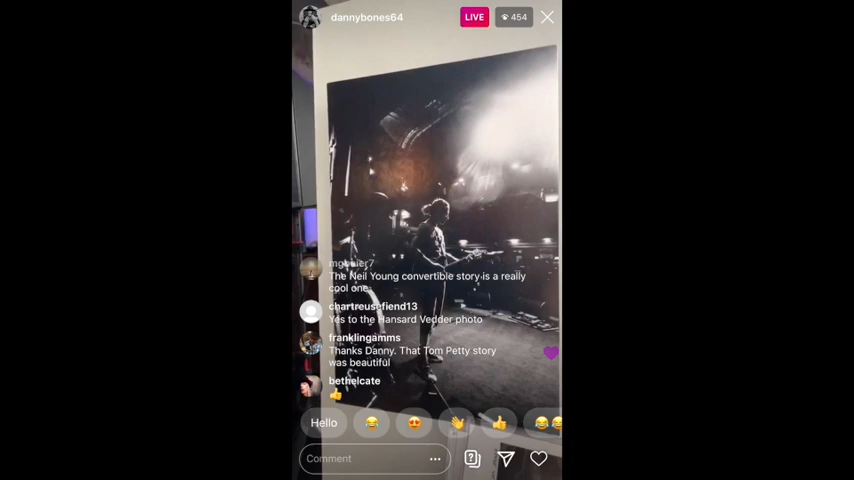 dannybones64
LIVE
454
The Neil Young convertible story is a really
cool one.
chartreusefiend13
Yes to the Hansard Vedder photo
franklingamms
Thanks Danny. That Tom Petty story
was beautiful
bethelcate
👍
Hello
Comment